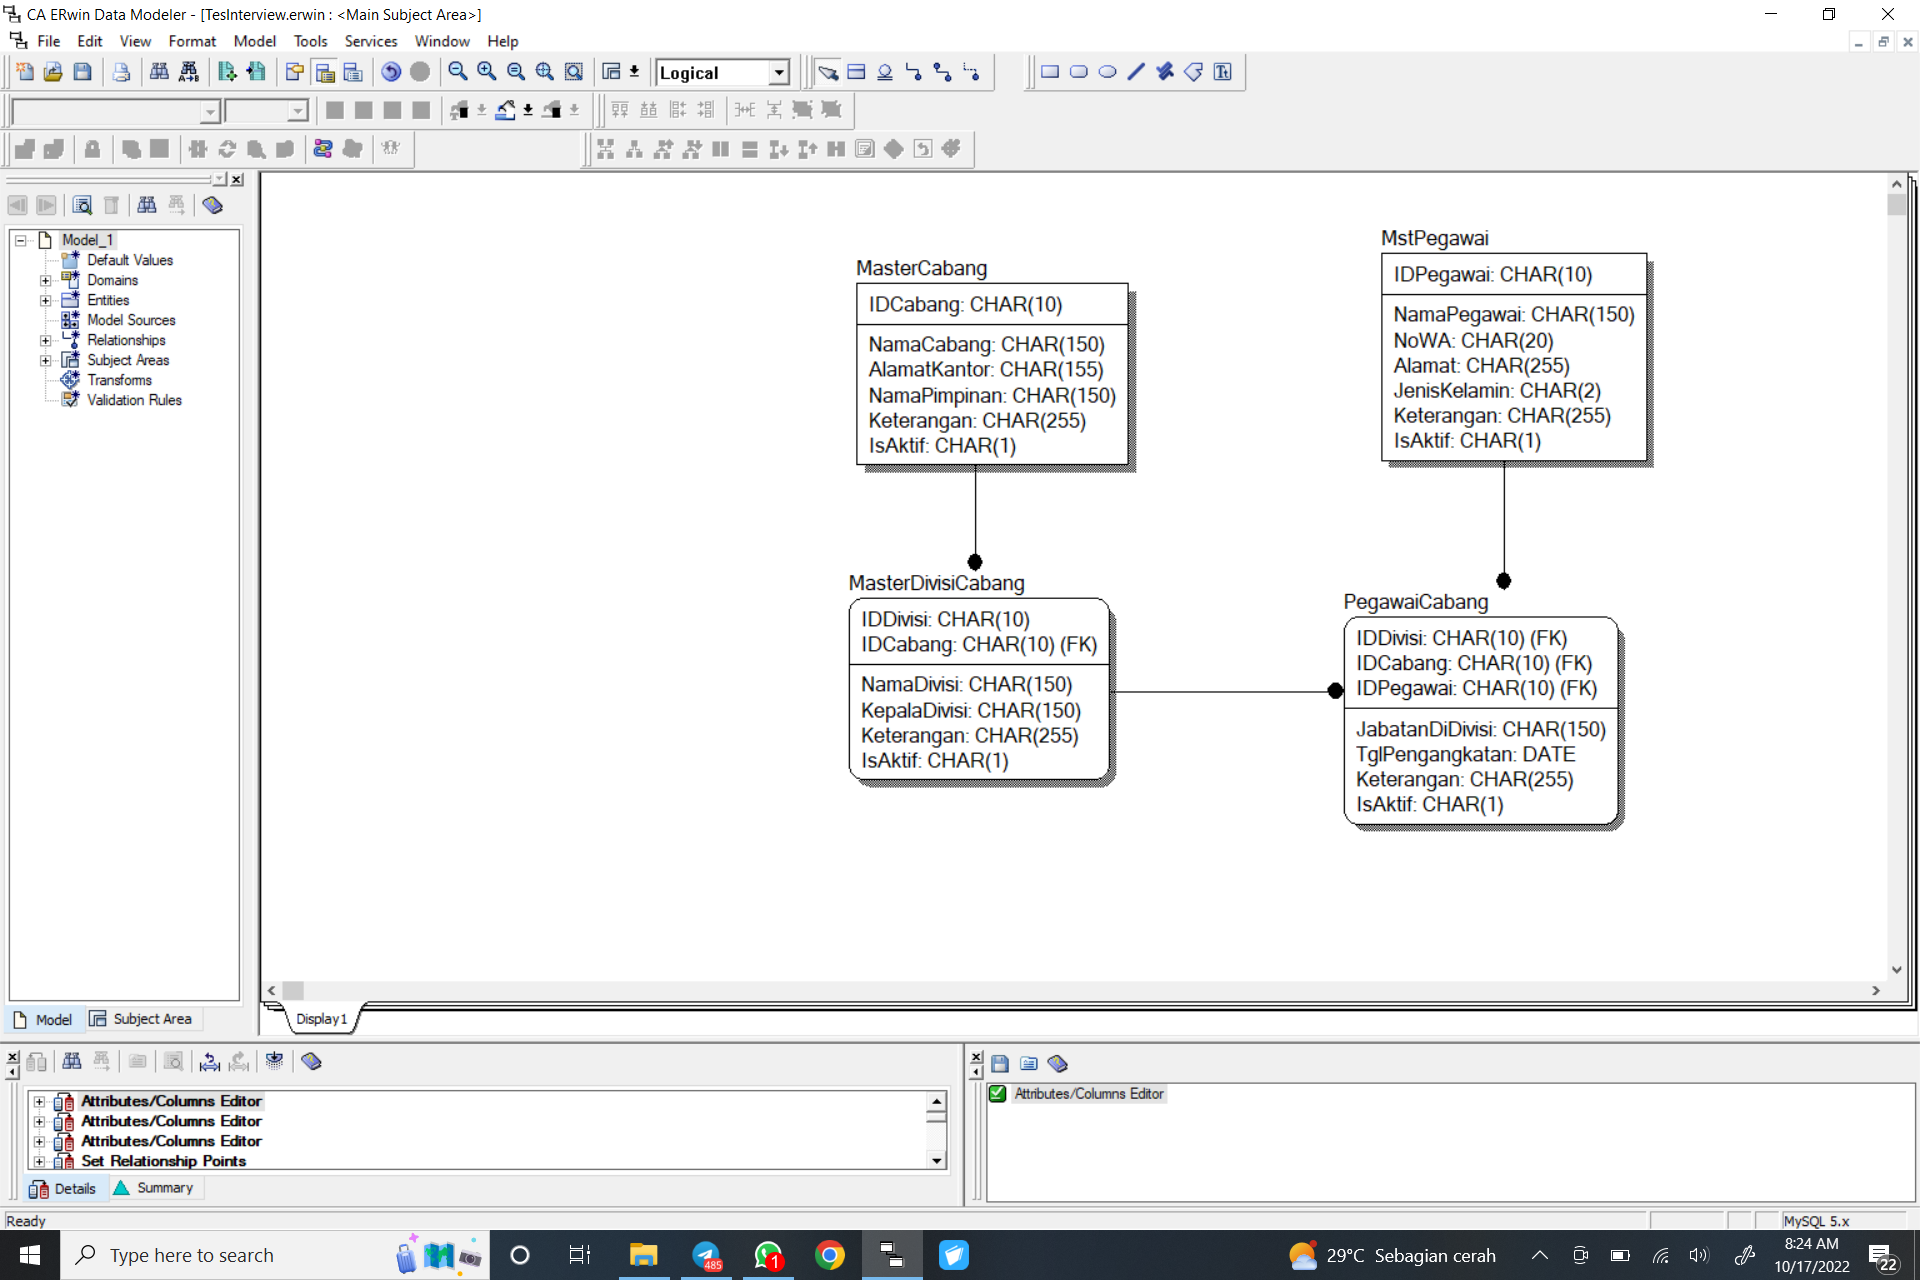 CA ERwin Data Modeler - [TesInterview.erwin : <Main Subject Area>]
File Edit View Format Model Tools Services Window Help
Logical
Model_1
Default Values
Domains
Entities
Model Sources
Relationships
Subject Areas
Transforms
Validation Rules
Model Subject Area
MasterCabang
IDCabang: CHAR(10)
NamaCabang: CHAR(150)
AlamatKantor: CHAR(155)
NamaPimpinan: CHAR(150)
Keterangan: CHAR(255)
IsAktif: CHAR(1)
MstPegawai
IDPegawai: CHAR(10)
NamaPegawai: CHAR(150)
NoWA: CHAR(20)
Alamat: CHAR(255)
JenisKelamin: CHAR(2)
Keterangan: CHAR(255)
IsAktif: CHAR(1)
MasterDivisiCabang
IDDivisi: CHAR(10)
IDCabang: CHAR(10) (FK)
NamaDivisi: CHAR(150)
KepalaDivisi: CHAR(150)
Keterangan: CHAR(255)
IsAktif: CHAR(1)
PegawaiCabang
IDDivisi: CHAR(10) (FK)
IDCabang: CHAR(10) (FK)
IDPegawai: CHAR(10) (FK)
JabatanDiDivisi: CHAR(150)
TglPengangkatan: DATE
Keterangan: CHAR(255)
IsAktif: CHAR(1)
Display1
Attributes/Columns Editor
Attributes/Columns Editor
Attributes/Columns Editor
Set Relationship Points
Details Summary
Attributes/Columns Editor
Ready
MySQL 5.x
Type here to search
485
1
29°C Sebagian cerah
8:24 AM
10/17/2022
22